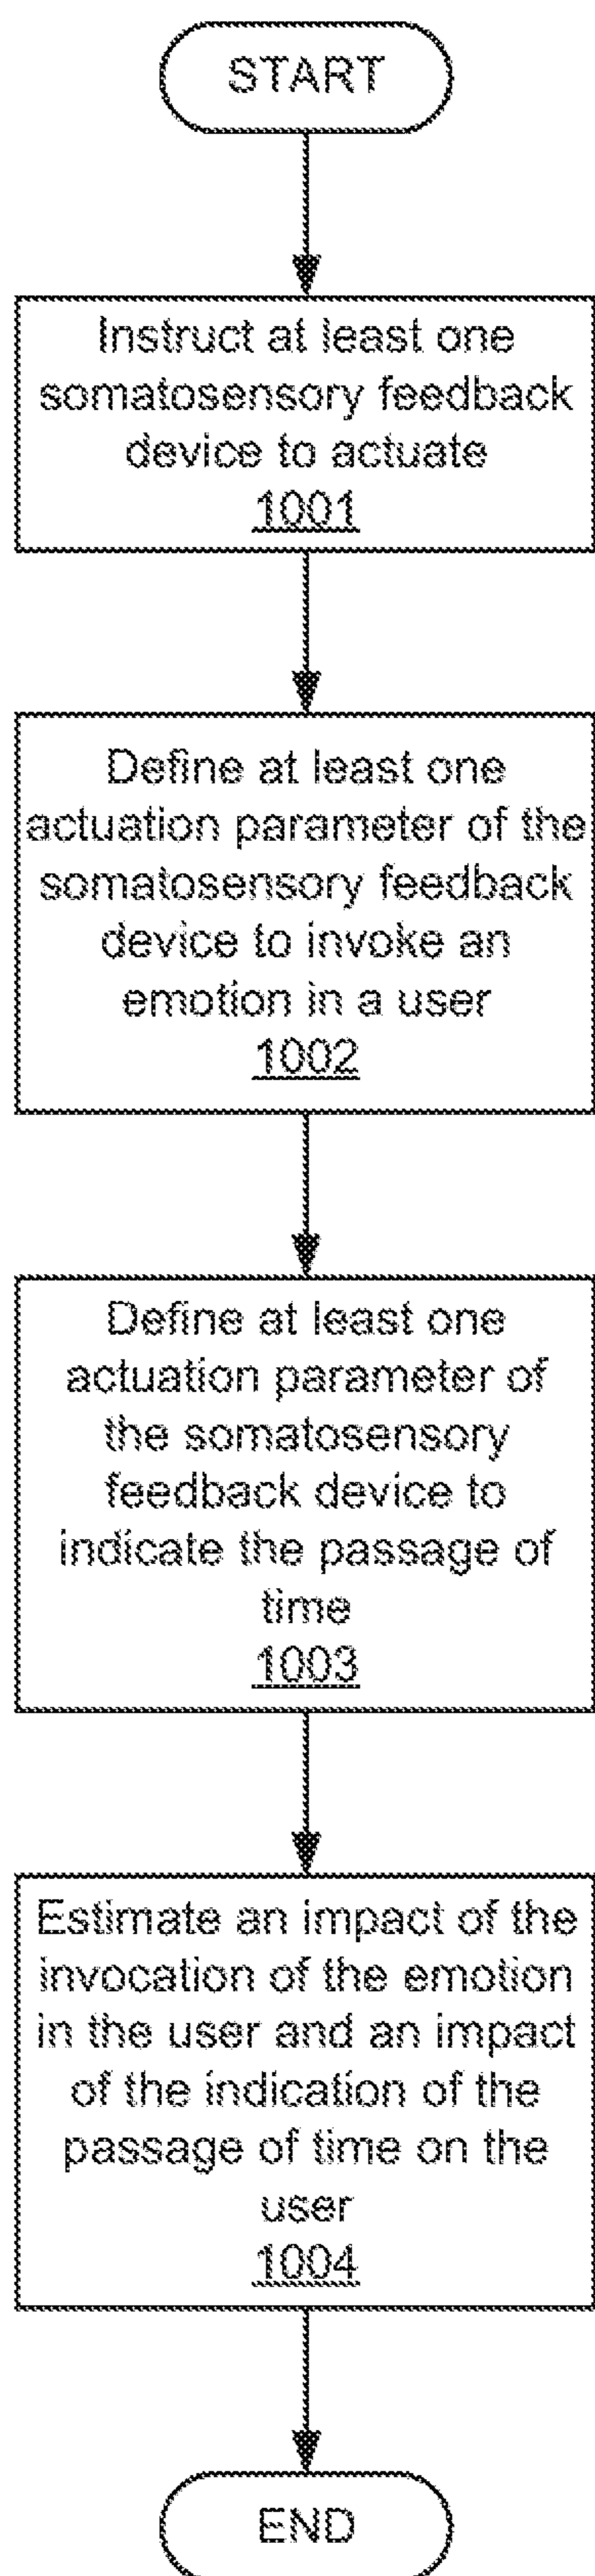 START
Instruct at least one
somatosensory feedback
device to actuate
1001
Define at least one
actuation parameter of the
somatosensory feedback
device to invoke an
emotion in a user
1002
Define at least one
actuation parameter of
the somatosensory
feedback device to
indicate the passage of
time
1003
Estimate an impact of the
invocation of the emotion
in the user and an impact
of the indication of the
passage of time on the
user
1004
END